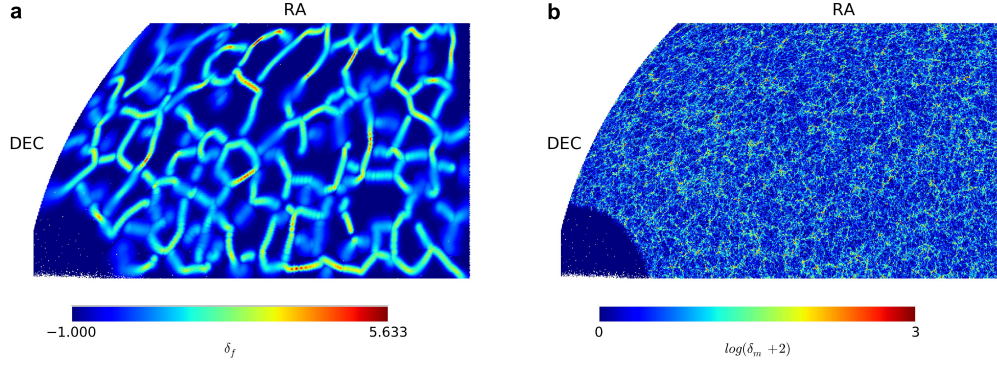 a
RA
DEC
−1.000
5.633
δ_f
b
RA
DEC
0
3
log(δ_m +2)